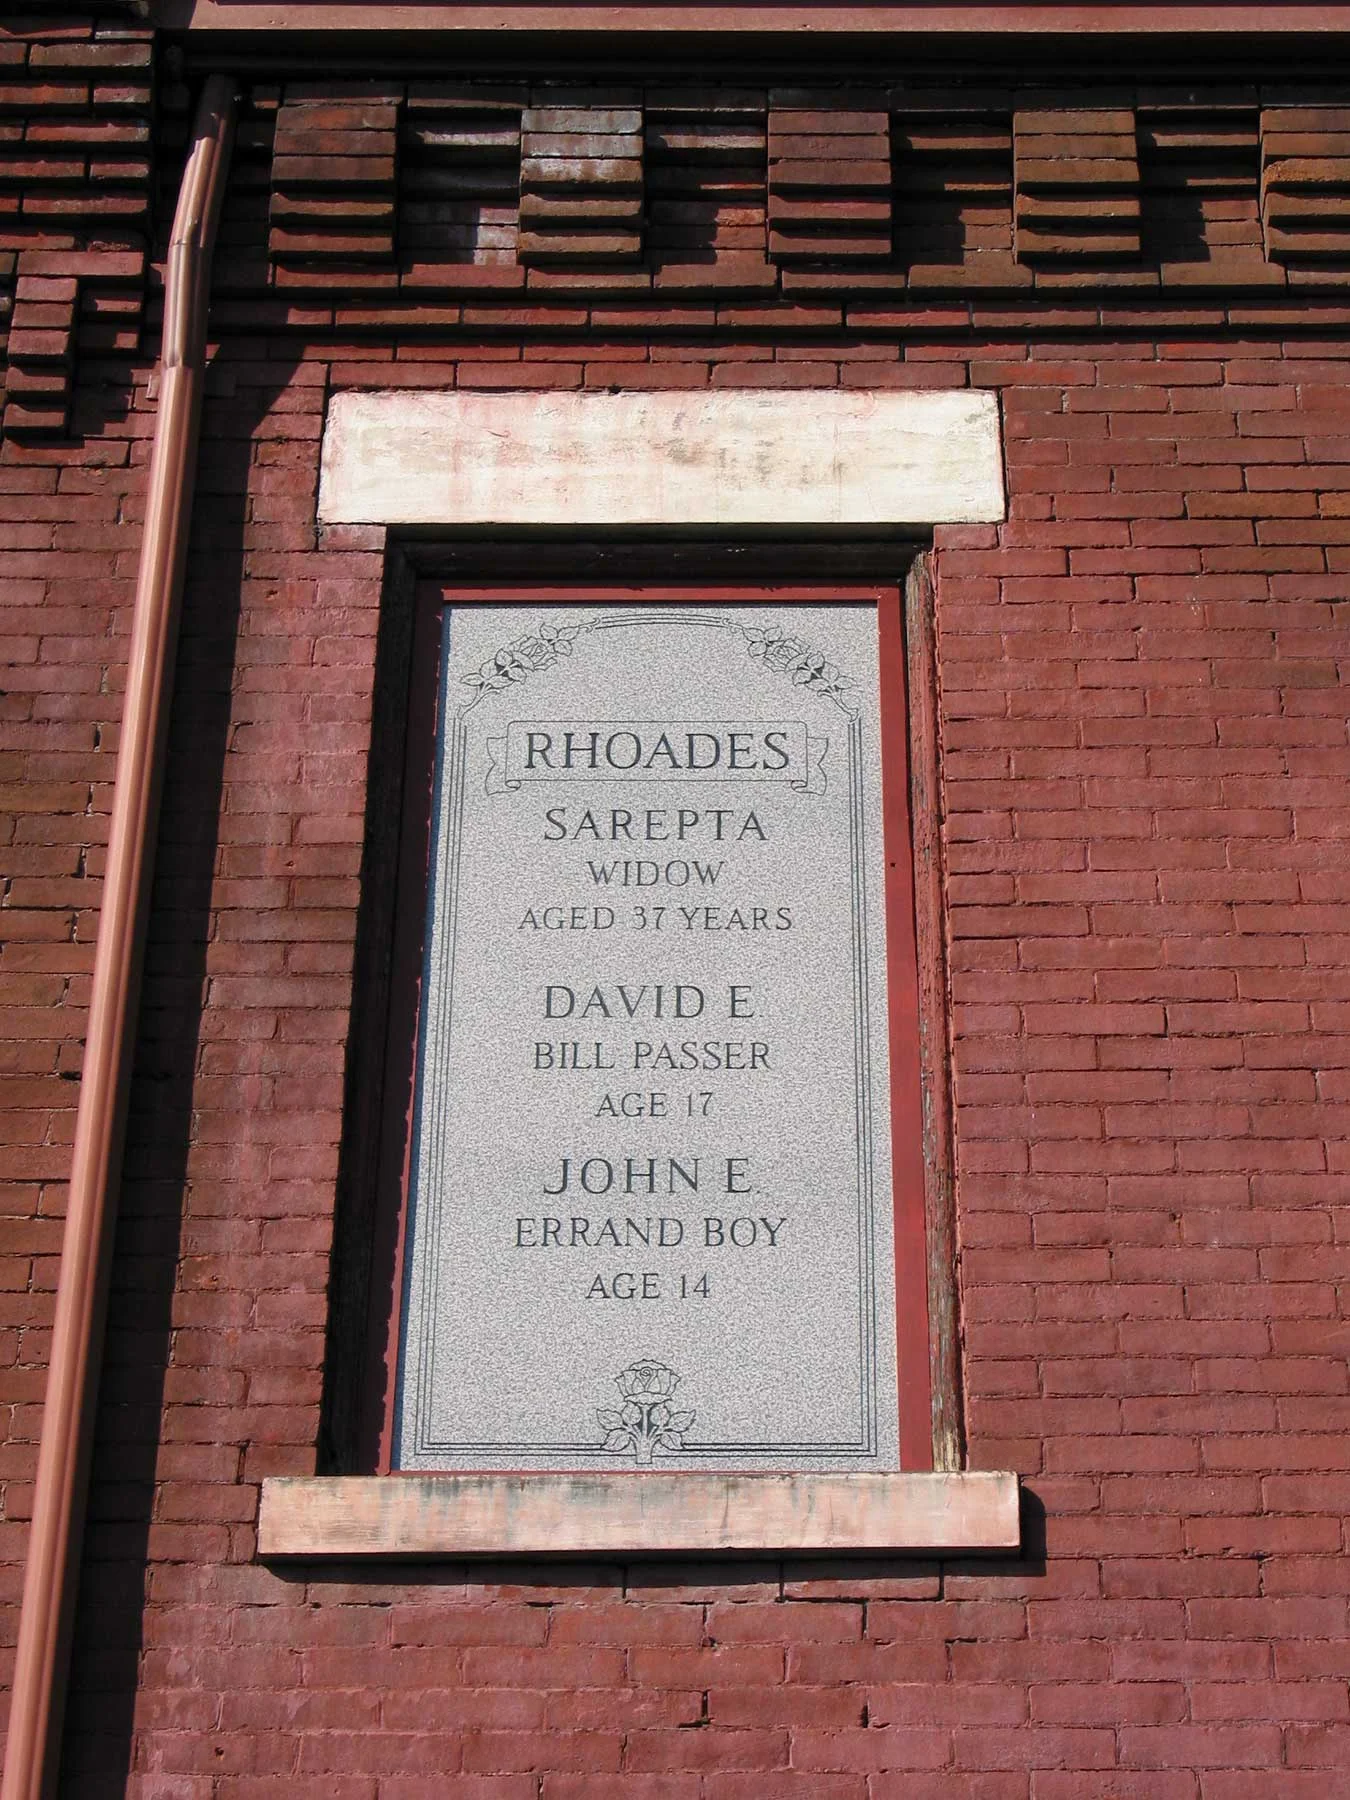 RHOADES
SAREPTA
WIDOW
AGED 37 YEARS
DAVID E.
BILL PASSER
AGE 17
JOHN E.
ERRAND BOY
AGE 14